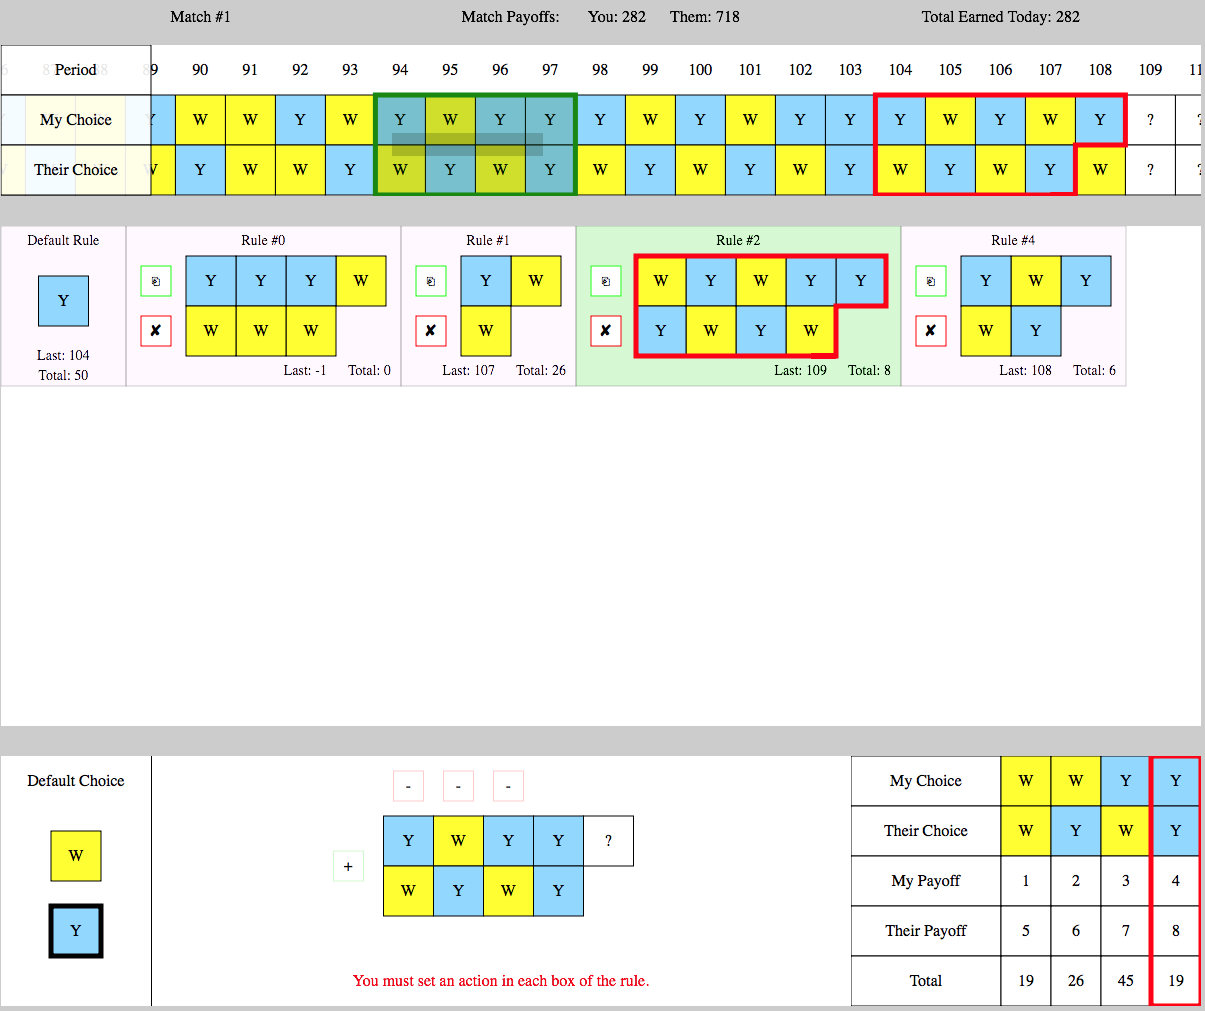 Match #1 Match Payoffs: You: 282 Them: 718 Total Earned Today: 282
Period 89 90 91 92 93 94 95 96 97 98 99 100 101 102 103 104 105 106 107 108 109 11
My Choice Y W W Y W Y W Y Y Y W Y W Y Y Y W Y W Y ? ?
Their Choice W Y W W Y W Y W Y W Y W Y W Y W Y W Y W ? ?
Default Rule Rule #0 Rule #1 Rule #2 Rule #4
Y Y Y W Y W W Y W Y Y Y W Y
Y
✘ W W W ✘ W ✘ Y W Y W ✘ W Y
Last: 104
Total: 50
Last: -1 Total: 0 Last: 107 Total: 26 Last: 109 Total: 8 Last: 108 Total: 6
Default Choice
W
Y
- - -
Y W Y Y ?
+
W Y W Y
You must set an action in each box of the rule.
My Choice W W Y Y
Their Choice W Y W Y
My Payoff 1 2 3 4
Their Payoff 5 6 7 8
Total 19 26 45 19